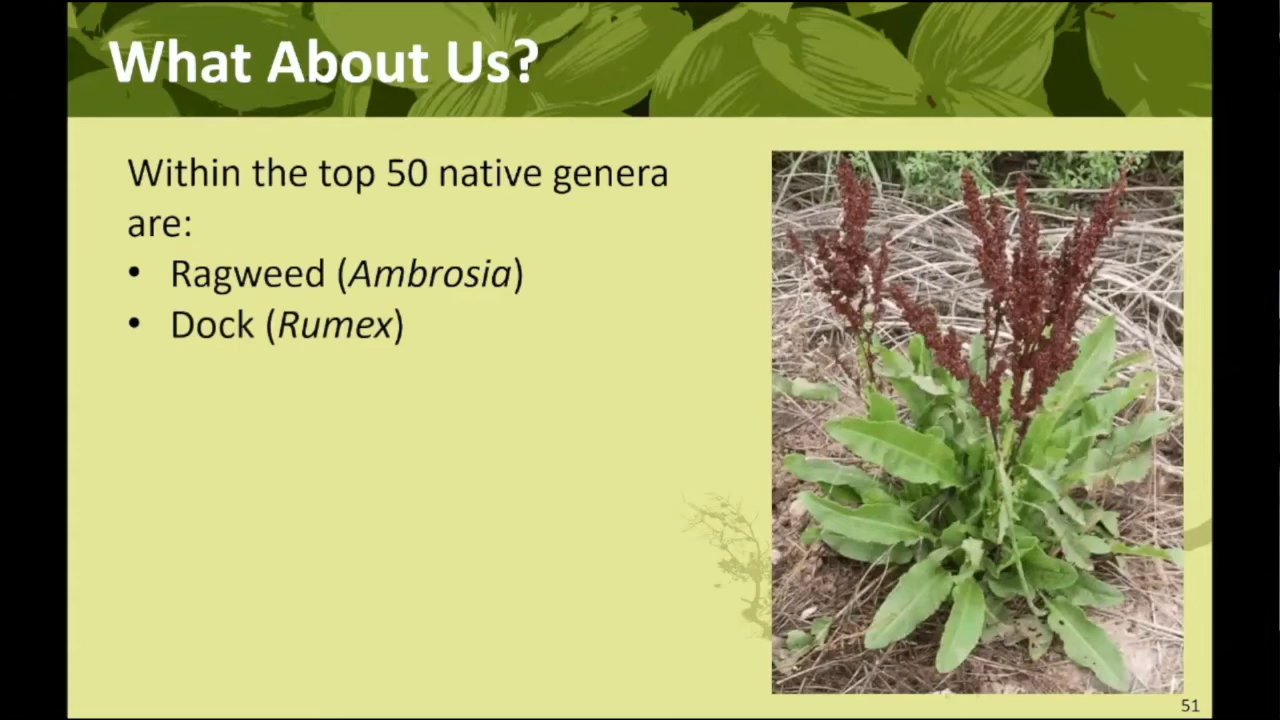 What About Us?
Within the top 50 native genera
are:
• Ragweed (Ambrosia)
• Dock (Rumex)
51